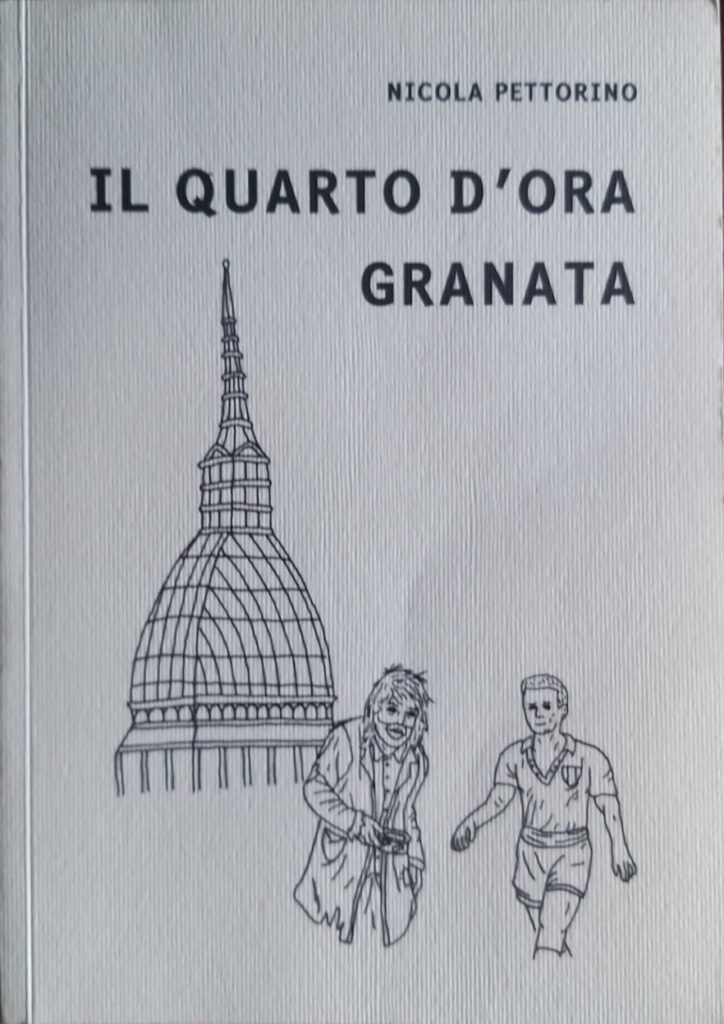 NICOLA PETTORINO
IL QUARTO D'ORA
GRANATA